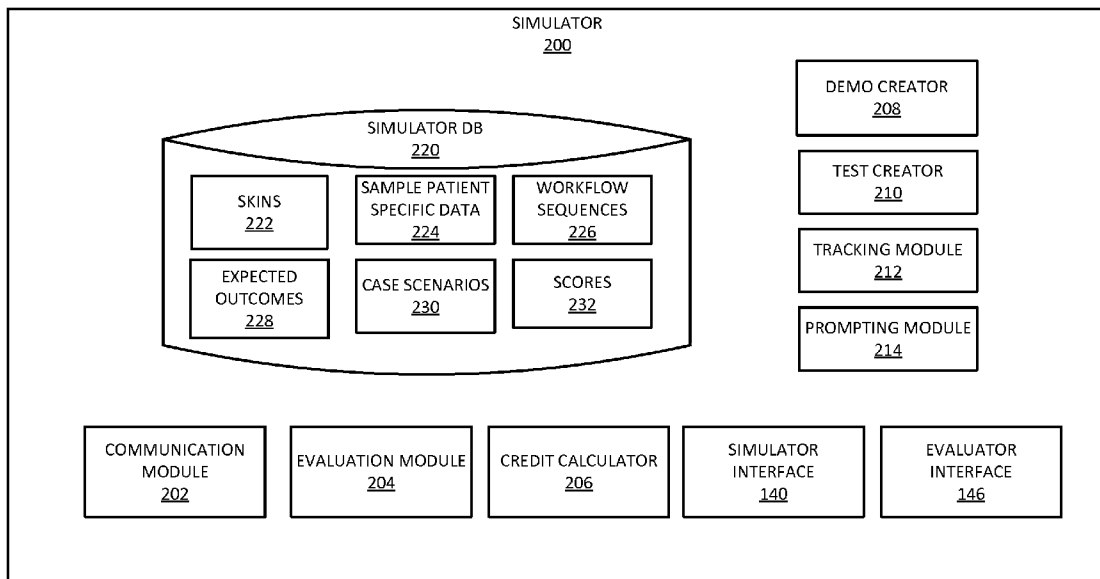 SIMULATOR
200
DEMO CREATOR
208
SIMULATOR DB
220
TEST CREATOR
210
SKINS
222
SAMPLE PATIENT
SPECIFIC DATA
224
WORKFLOW
SEQUENCES
226
TRACKING MODULE
212
EXPECTED
OUTCOMES
228
CASE SCENARIOS
230
SCORES
232
PROMPTING MODULE
214
COMMUNICATION
MODULE
202
EVALUATION MODULE
204
CREDIT CALCULATOR
206
SIMULATOR
INTERFACE
140
EVALUATOR
INTERFACE
146